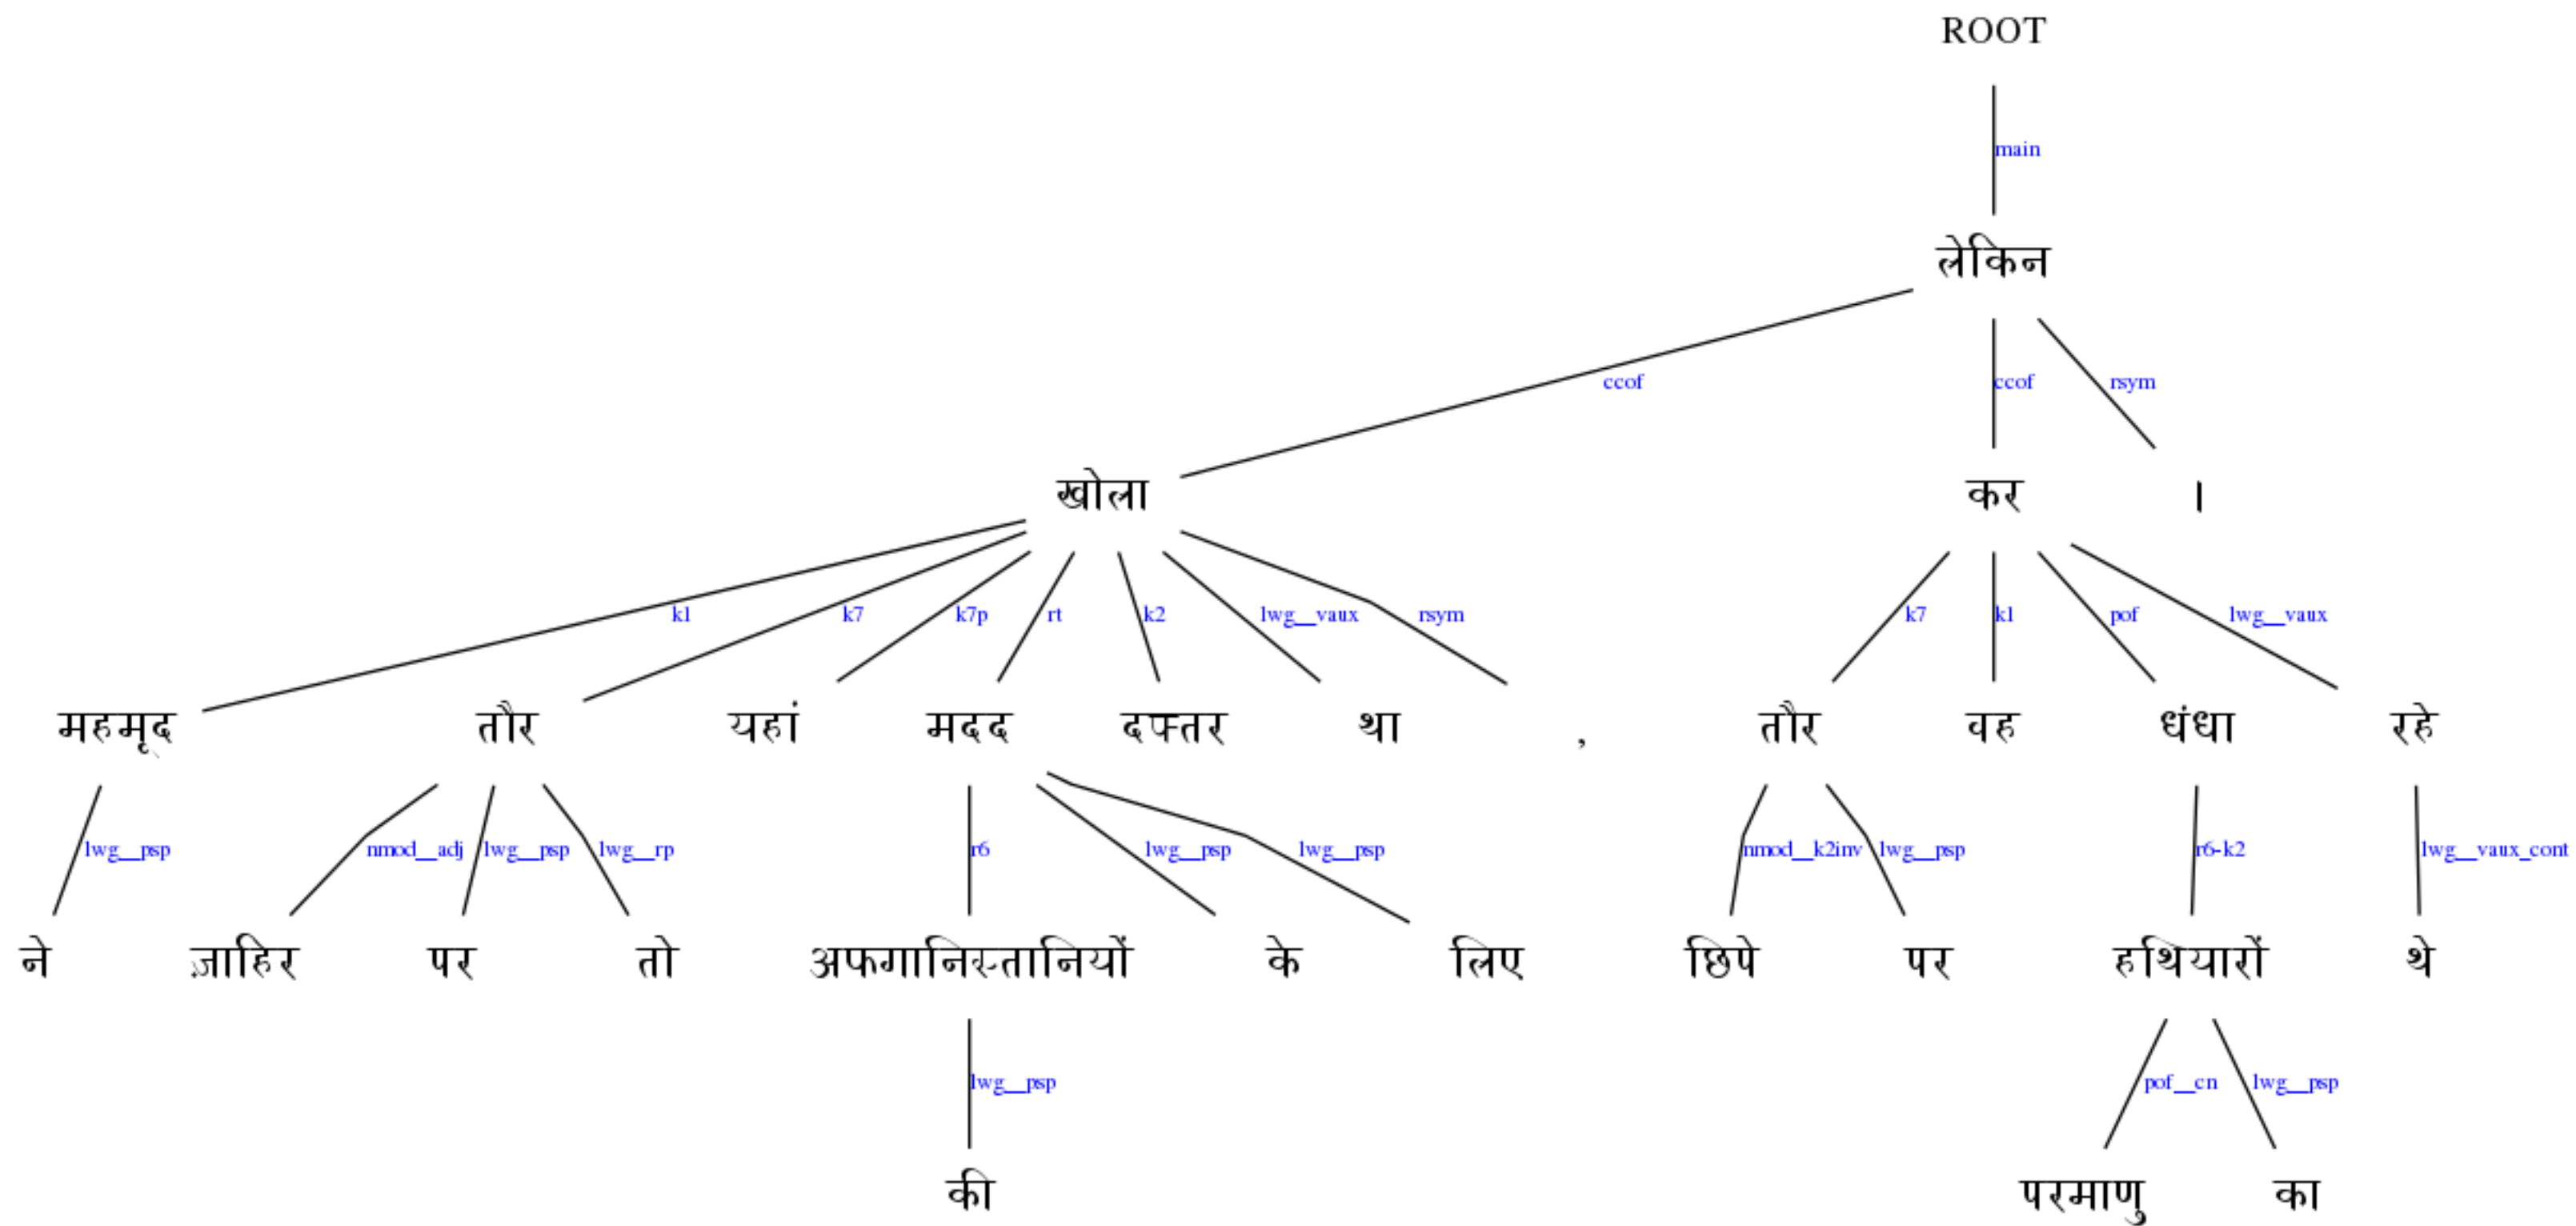 ROOT
main
लेकिन
ccof ccof rsym
खोला कर ।
k1 k7 k7p rt k2 lwg__vaux rsym k7 k1 pof lwg__vaux
महमूद तौर यहां मदद दफ्तर था , तौर वह धंधा रहे
lwg__psp nmod__adj lwg__psp lwg__rp r6 lwg__psp lwg__psp nmod__k2inv lwg__psp r6-k2 lwg__vaux_cont
ने ज़ाहिर पर तो अफगानिस्तानियों के लिए छिपे पर हथियारों थे
lwg__psp pof__cn lwg__psp
की परमाणु का